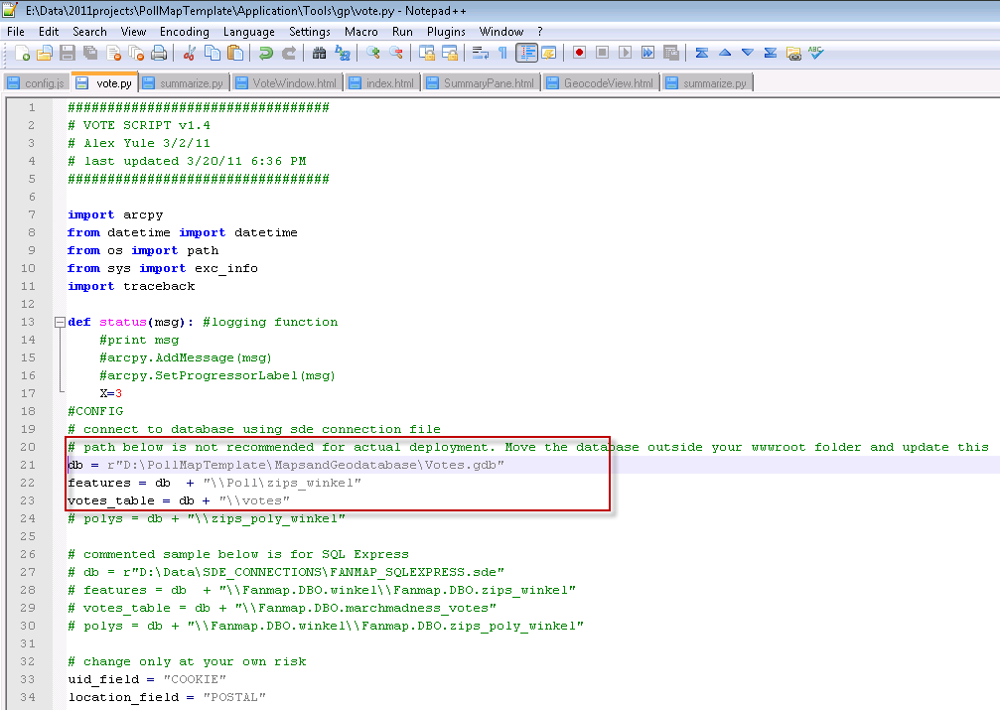 E:\Data\2011projects\PollMapTemplate\Application\Tools\gp\vote.py - Notepad++
File Edit Search View Encoding Language Settings Macro Run Plugins Window ?
config.js vote.py summarize.py VoteWindow.html index.html SummaryPane.html GeocodeView.html summarize.py
1 #################################
2 # VOTE SCRIPT v1.4
3 # Alex Yule 3/2/11
4 # last updated 3/20/11 6:36 PM
5 #################################
6
7 import arcpy
8 from datetime import datetime
9 from os import path
10 from sys import exc_info
11 import traceback
12
13 def status(msg): #logging function
14 #print msg
15 #arcpy.AddMessage(msg)
16 #arcpy.SetProgressorLabel(msg)
17 X=3
18 #CONFIG
19 # connect to database using sde connection file
20 # path below is not recommended for actual deployment. Move the database outside your wwwroot folder and update this
21 db = r"D:\PollMapTemplate\MapsandGeodatabase\Votes.gdb"
22 features = db + "\\Poll\zips_winkel"
23 votes_table = db + "\\votes"
24 # polys = db + "\\zips_poly_winkel"
25
26 # commented sample below is for SQL Express
27 # db = r"D:\Data\SDE_CONNECTIONS\FANMAP_SQLEXPRESS.sde"
28 # features = db + "\\Fanmap.DBO.winkel\\Fanmap.DBO.zips_winkel"
29 # votes_table = db + "\\Fanmap.DBO.marchmadness_votes"
30 # polys = db + "\\Fanmap.DBO.winkel\\Fanmap.DBO.zips_poly_winkel"
31
32 # change only at your own risk
33 uid_field = "COOKIE"
34 location_field = "POSTAL"